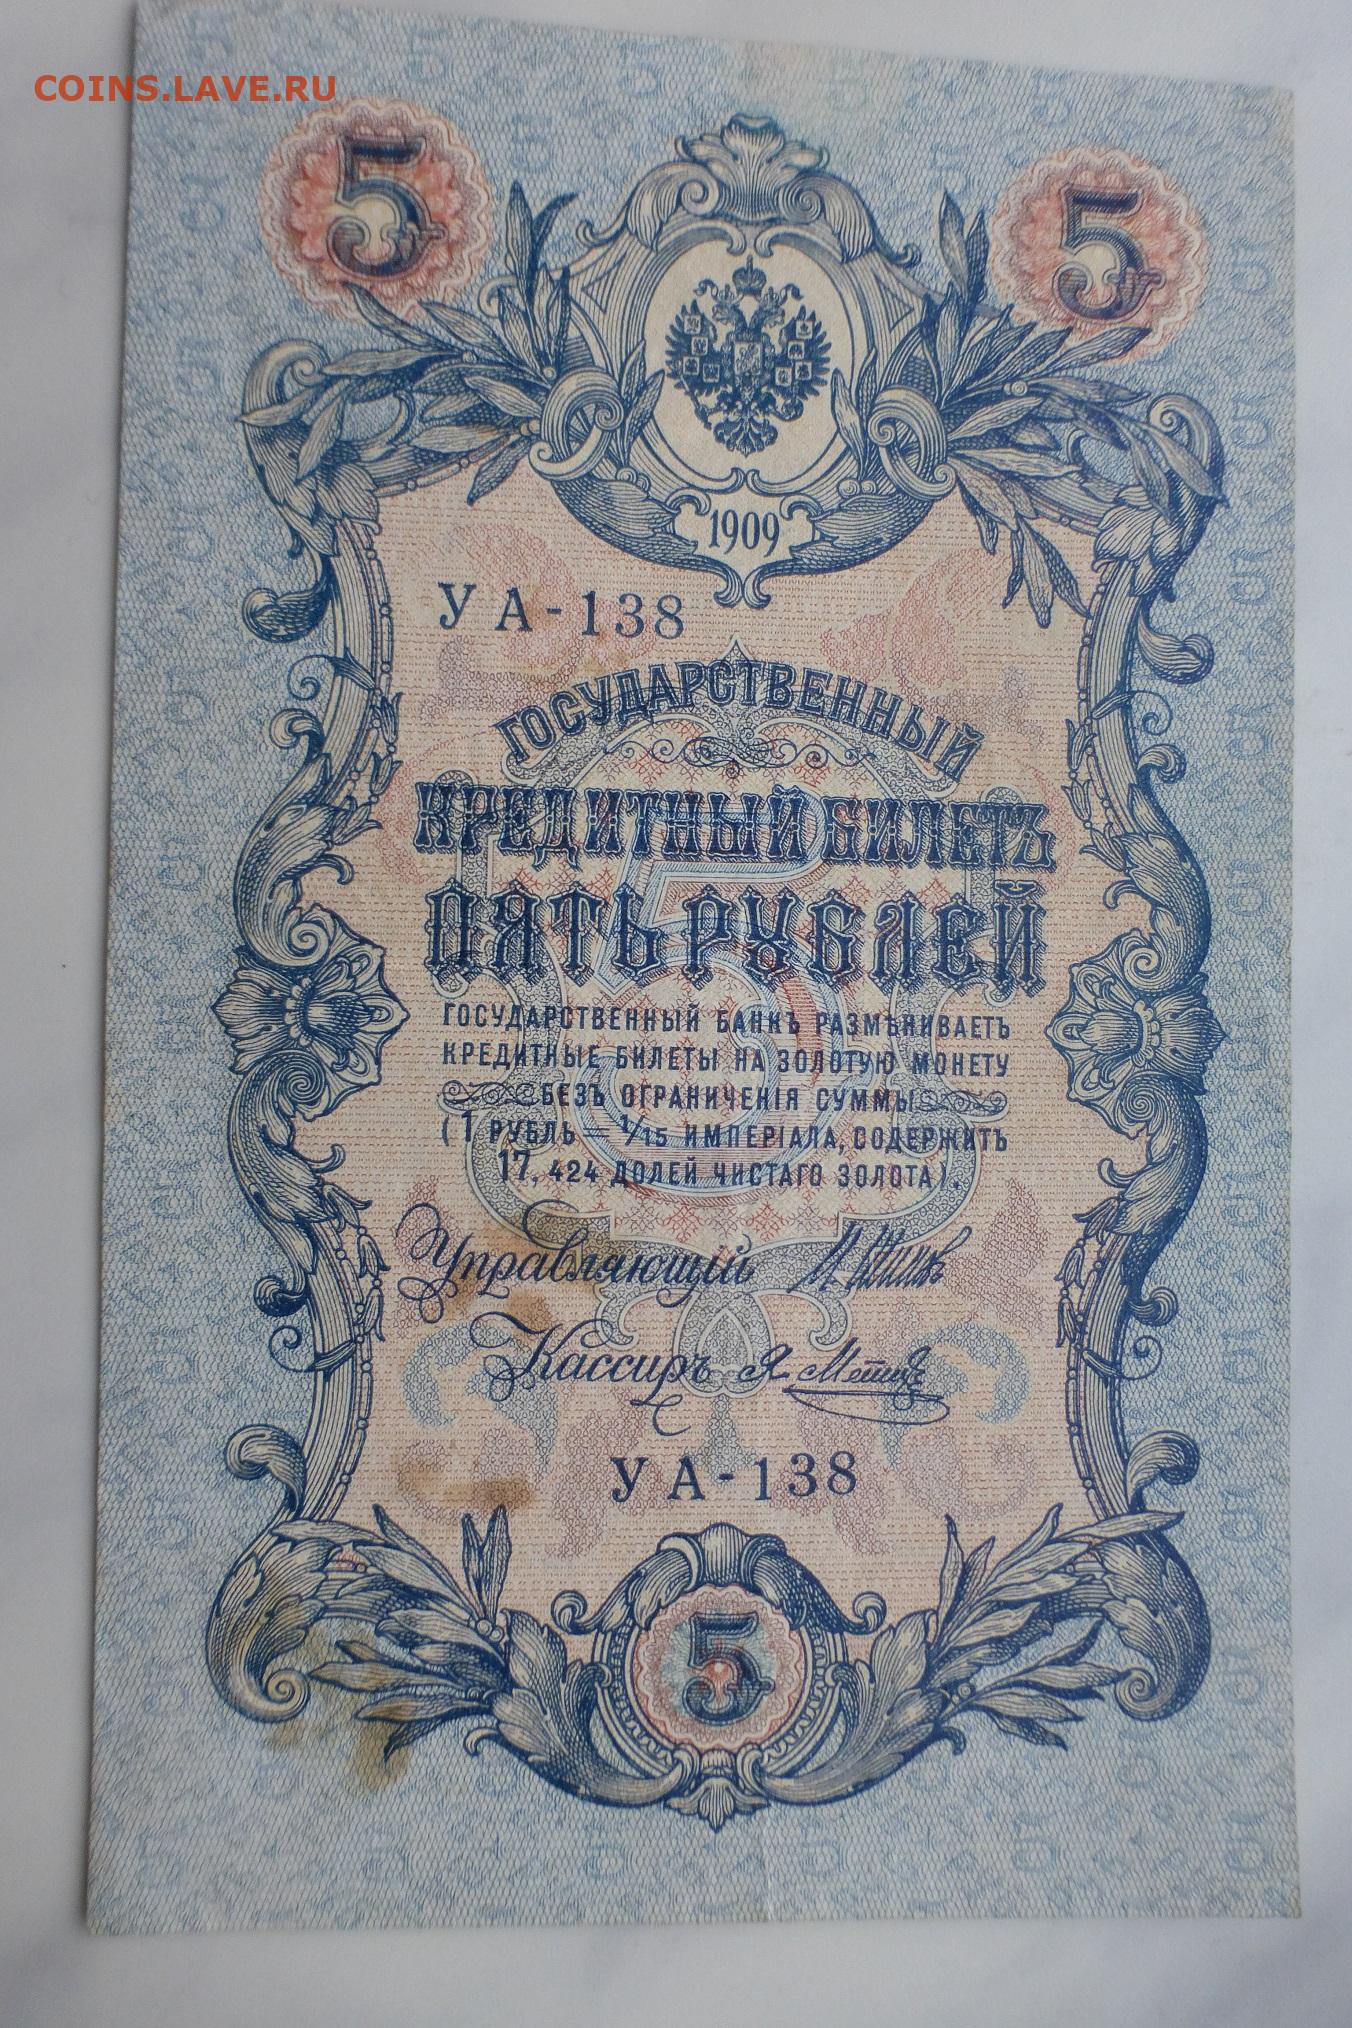 COINS.LAVE.RU
5 5
1909
УА-138
ГОСУДАРСТВЕННЫЙ
КРЕДИТНЫЙ БИЛЕТЪ
ПЯТЬ РУБЛЕЙ
ГОСУДАРСТВЕННЫЙ БАНКЪ РАЗМѢНИВАЕТЪ
КРЕДИТНЫЕ БИЛЕТЫ НА ЗОЛОТУЮ МОНЕТУ
БЕЗЪ ОГРАНИЧЕНІЯ СУММЫ
(1 РУБЛЬ = 1/15 ИМПЕРІАЛА, СОДЕРЖИТЪ
17,424 ДОЛЕЙ ЧИСТАГО ЗОЛОТА).
Управляющій И. Шиповъ
Кассиръ Я. Метцъ
УА-138
5